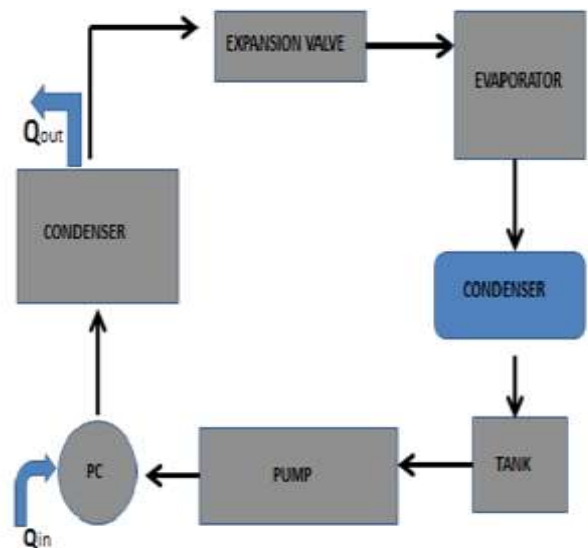 EXPANSION VALVE
EVAPORATOR
Qout
CONDENSER
CONDENSER
PC
PUMP
TANK
Qin